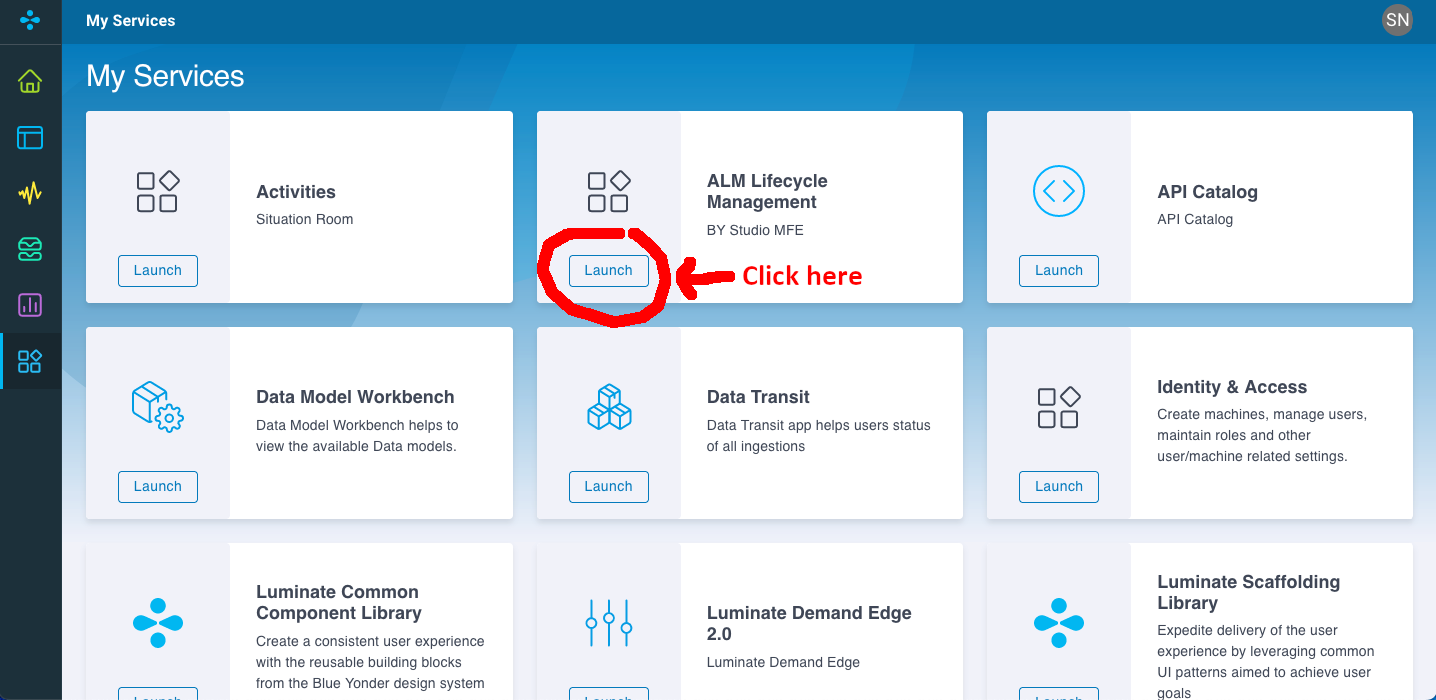 My Services
SN
My Services
Activities
Situation Room
Launch
ALM Lifecycle
Management
BY Studio MFE
Launch
Click here
API Catalog
API Catalog
Launch
Data Model Workbench
Data Model Workbench helps to
view the available Data models.
Launch
Data Transit
Data Transit app helps users status
of all ingestions
Launch
Identity & Access
Create machines, manage users,
maintain roles and other
user/machine related settings.
Launch
Luminate Common
Component Library
Create a consistent user experience
with the reusable building blocks
from the Blue Yonder design system
Launch
Luminate Demand Edge
2.0
Luminate Demand Edge
Launch
Luminate Scaffolding
Library
Expedite delivery of the user
experience by leveraging common
UI patterns aimed to achieve user
goals
Launch